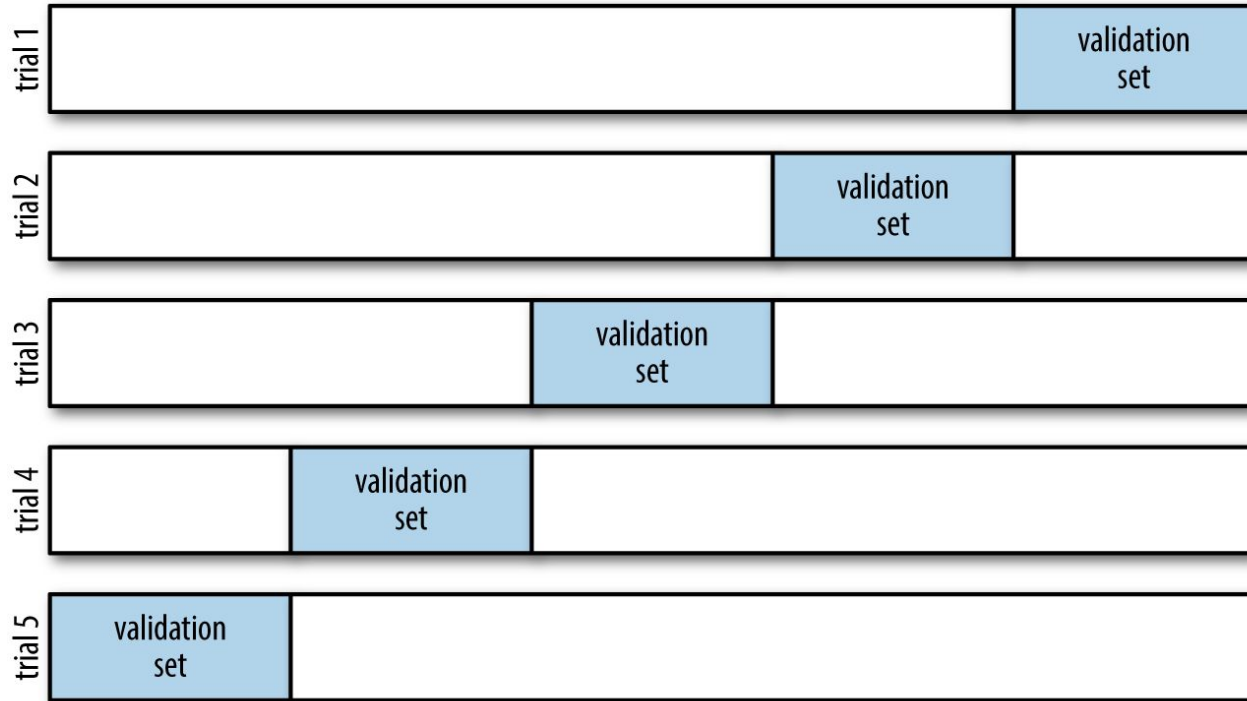 trial 1
validation
set
trial 2
validation
set
trial 3
validation
set
trial 4
validation
set
trial 5
validation
set